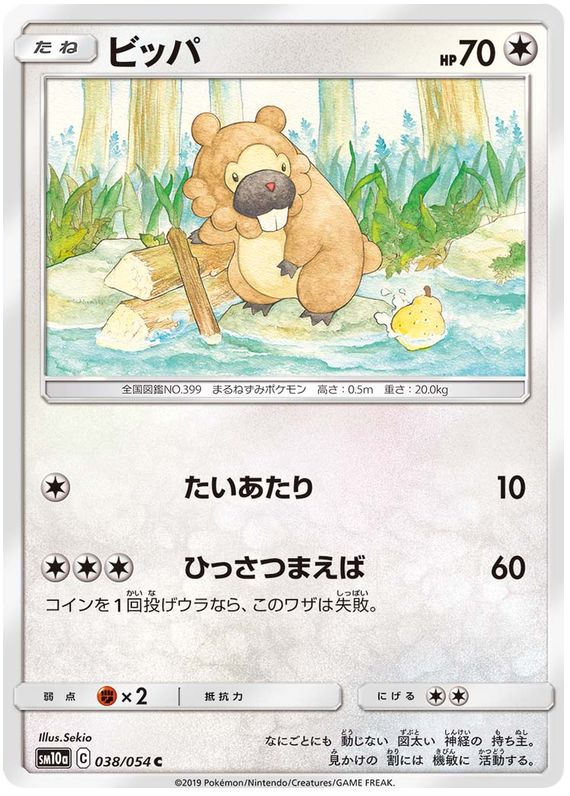 たね ビッパ HP70
全国図鑑NO.399 まるねずみポケモン 高さ:0.5m 重さ:20.0kg
たいあたり 10
ひっさつまえば 60
コインを1回投げウラなら、このワザは失敗。
弱点 ×2 抵抗力 にげる
Illus.Sekio
sm10a C 038/054 C
なにごとにも 動じない 図太い 神経の 持ち主。
見かけの 割には 機敏に 活動する。
©2019 Pokémon/Nintendo/Creatures/GAME FREAK.